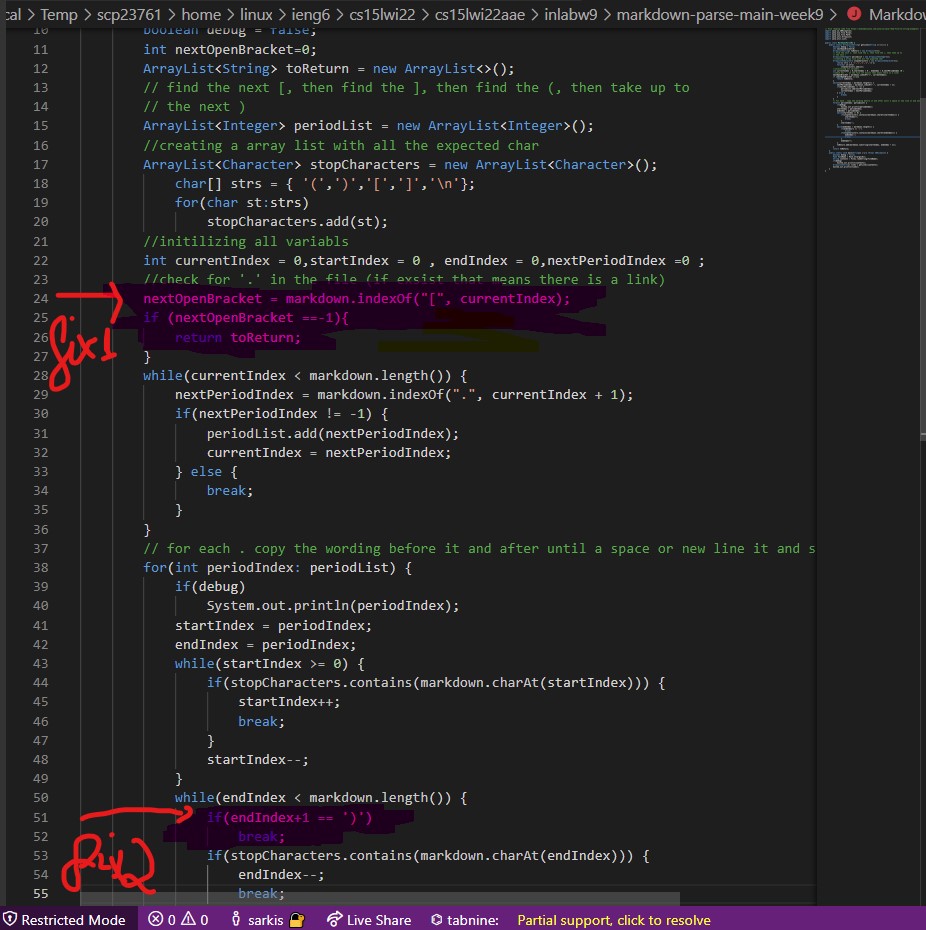 cal > Temp > scp23761 > home > linux > ieng6 > cs15lwi22 > cs15lwi22aae > inlabw9 > markdown-parse-main-week9 > J Markdow
10 boolean debug = false;
11 int nextOpenBracket=0;
12 ArrayList<String> toReturn = new ArrayList<>();
13 // find the next [, then find the ], then find the (, then take up to
14 // the next )
15 ArrayList<Integer> periodList = new ArrayList<Integer>();
16 //creating a array list with all the expected char
17 ArrayList<Character> stopCharacters = new ArrayList<Character>();
18 char[] strs = { '(',')','[',']','\n'};
19 for(char st:strs)
20 stopCharacters.add(st);
21 //initilizing all variabls
22 int currentIndex = 0,startIndex = 0 , endIndex = 0,nextPeriodIndex =0 ;
23 //check for '.' in the file (if exsist that means there is a link)
24 nextOpenBracket = markdown.indexOf("[", currentIndex);
25 if (nextOpenBracket ==-1){
26 return toReturn;
fix1
27 }
28 while(currentIndex < markdown.length()) {
29 nextPeriodIndex = markdown.indexOf(".", currentIndex + 1);
30 if(nextPeriodIndex != -1) {
31 periodList.add(nextPeriodIndex);
32 currentIndex = nextPeriodIndex;
33 } else {
34 break;
35 }
36 }
37 // for each . copy the wording before it and after until a space or new line it and s
38 for(int periodIndex: periodList) {
39 if(debug)
40 System.out.println(periodIndex);
41 startIndex = periodIndex;
42 endIndex = periodIndex;
43 while(startIndex >= 0) {
44 if(stopCharacters.contains(markdown.charAt(startIndex))) {
45 startIndex++;
46 break;
47 }
48 startIndex--;
49 }
50 while(endIndex < markdown.length()) {
51 if(endIndex+1 == ')')
52 break;
53 if(stopCharacters.contains(markdown.charAt(endIndex))) {
54 endIndex--;
55 break;
Restricted Mode 0 0 sarkis Live Share tabnine: Partial support, click to resolve